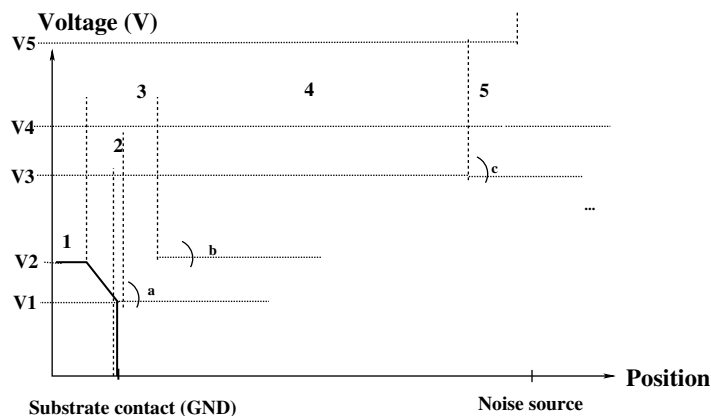 Voltage (V)
V5
3
4
5
V4
2
V3
c
...
1
b
V2
a
V1
Position
Substrate contact (GND)
Noise source